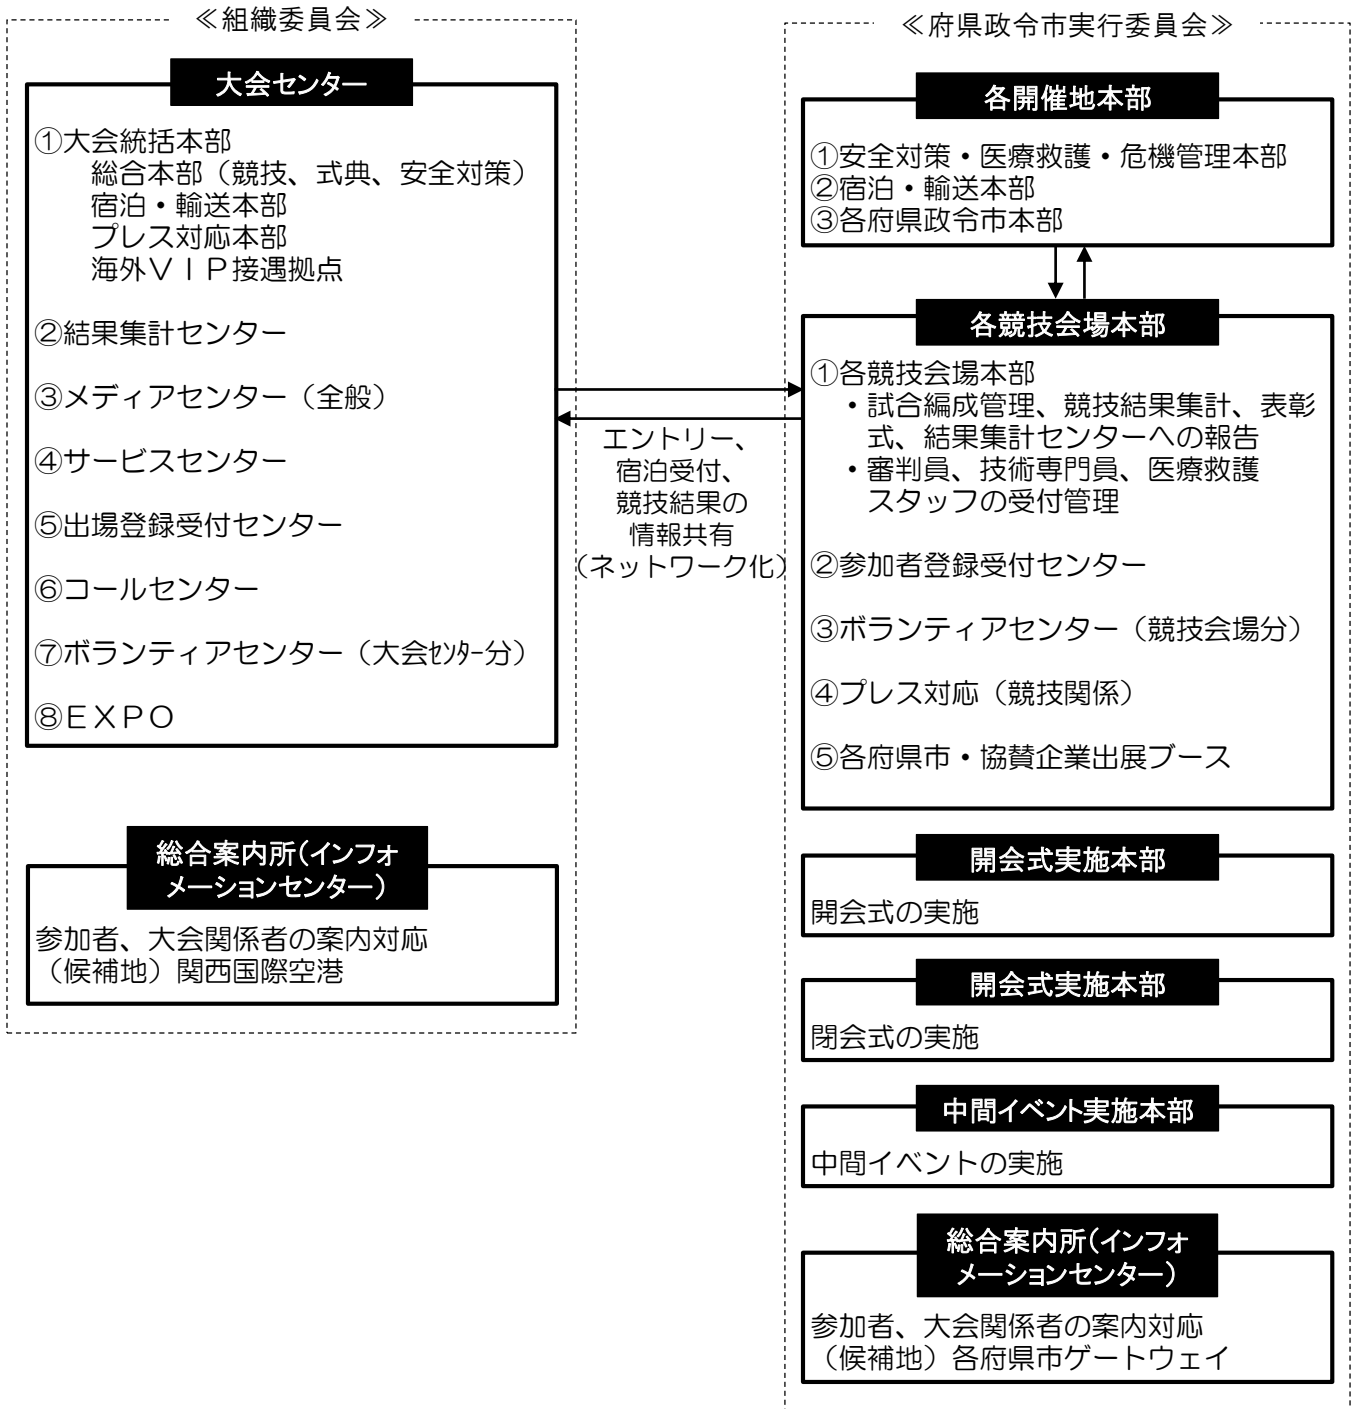 ≪組織委員会≫
大会センター
①大会統括本部
総合本部（競技、式典、安全対策）
宿泊・輸送本部
プレス対応本部
海外ＶＩＰ接遇拠点
②結果集計センター
③メディアセンター（全般）
④サービスセンター
⑤出場登録受付センター
⑥コールセンター
⑦ボランティアセンター（大会ｾﾝﾀｰ分）
⑧ＥＸＰＯ
総合案内所（インフォ
メーションセンター）
参加者、大会関係者の案内対応
（候補地）関西国際空港
エントリー、
宿泊受付、
競技結果の
情報共有
（ネットワーク化）
≪府県政令市実行委員会≫
各開催地本部
①安全対策・医療救護・危機管理本部
②宿泊・輸送本部
③各府県政令市本部
各競技会場本部
①各競技会場本部
・試合編成管理、競技結果集計、表彰
式、結果集計センターへの報告
・審判員、技術専門員、医療救護
スタッフの受付管理
②参加者登録受付センター
③ボランティアセンター（競技会場分）
④プレス対応（競技関係）
⑤各府県市・協賛企業出展ブース
開会式実施本部
開会式の実施
開会式実施本部
閉会式の実施
中間イベント実施本部
中間イベントの実施
総合案内所（インフォ
メーションセンター）
参加者、大会関係者の案内対応
（候補地）各府県市ゲートウェイ